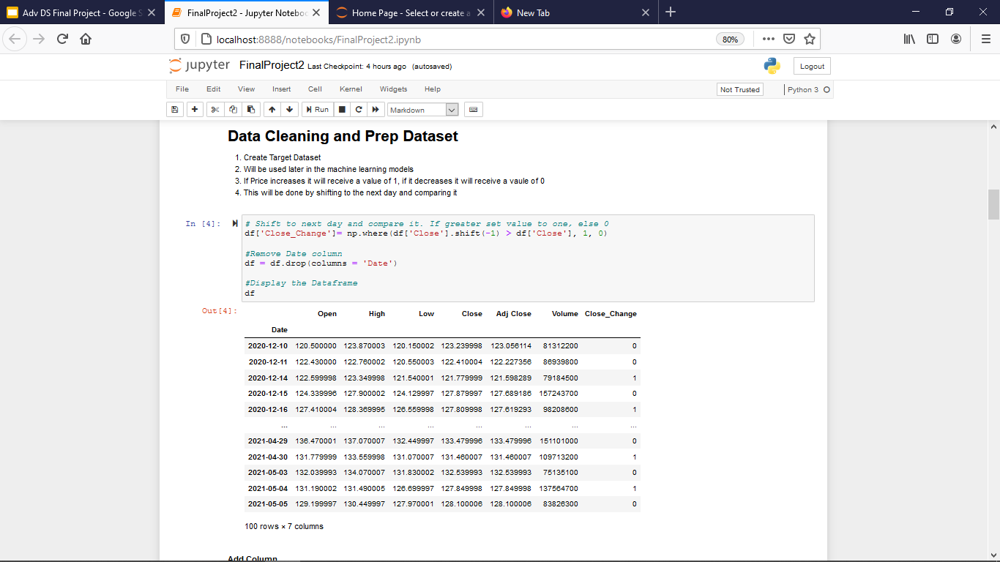 Adv DS Final Project - Google S
FinalProject2 - Jupyter Noteboo
Home Page - Select or create a
New Tab
localhost:8888/notebooks/FinalProject2.ipynb
80%
jupyter FinalProject2 Last Checkpoint: 4 hours ago (autosaved)
Logout
File Edit View Insert Cell Kernel Widgets Help
Not Trusted
Python 3
Run
Markdown
Data Cleaning and Prep Dataset
1. Create Target Dataset
2. Will be used later in the machine learning models
3. If Price increases it will receive a value of 1, if it decreases it will receive a vaule of 0
4. This will be done by shifting to the next day and comparing it
In [4]:
# Shift to next day and compare it. If greater set value to one, else 0
df['Close_Change']= np.where(df['Close'].shift(-1) > df['Close'], 1, 0)
#Remove Date column
df = df.drop(columns = 'Date')
#Display the Dataframe
df
Out[4]:
Open High Low Close Adj Close Volume Close_Change
Date
2020-12-10 120.500000 123.870003 120.150002 123.239998 123.056114 81312200 0
2020-12-11 122.430000 122.760002 120.550003 122.410004 122.227356 86939800 0
2020-12-14 122.599998 123.349998 121.540001 121.779999 121.598289 79184500 1
2020-12-15 124.339996 127.900002 124.129997 127.879997 127.689186 157243700 0
2020-12-16 127.410004 128.369995 126.559998 127.809998 127.619293 98208600 1
... ... ... ... ... ... ... ...
2021-04-29 136.470001 137.070007 132.449997 133.479996 133.479996 151101000 0
2021-04-30 131.779999 133.559998 131.070007 131.460007 131.460007 109713200 1
2021-05-03 132.039993 134.070007 131.830002 132.539993 132.539993 75135100 0
2021-05-04 131.190002 131.490005 126.699997 127.849998 127.849998 137564700 1
2021-05-05 129.199997 130.449997 127.970001 128.100006 128.100006 83826300 0
100 rows × 7 columns
Add Column